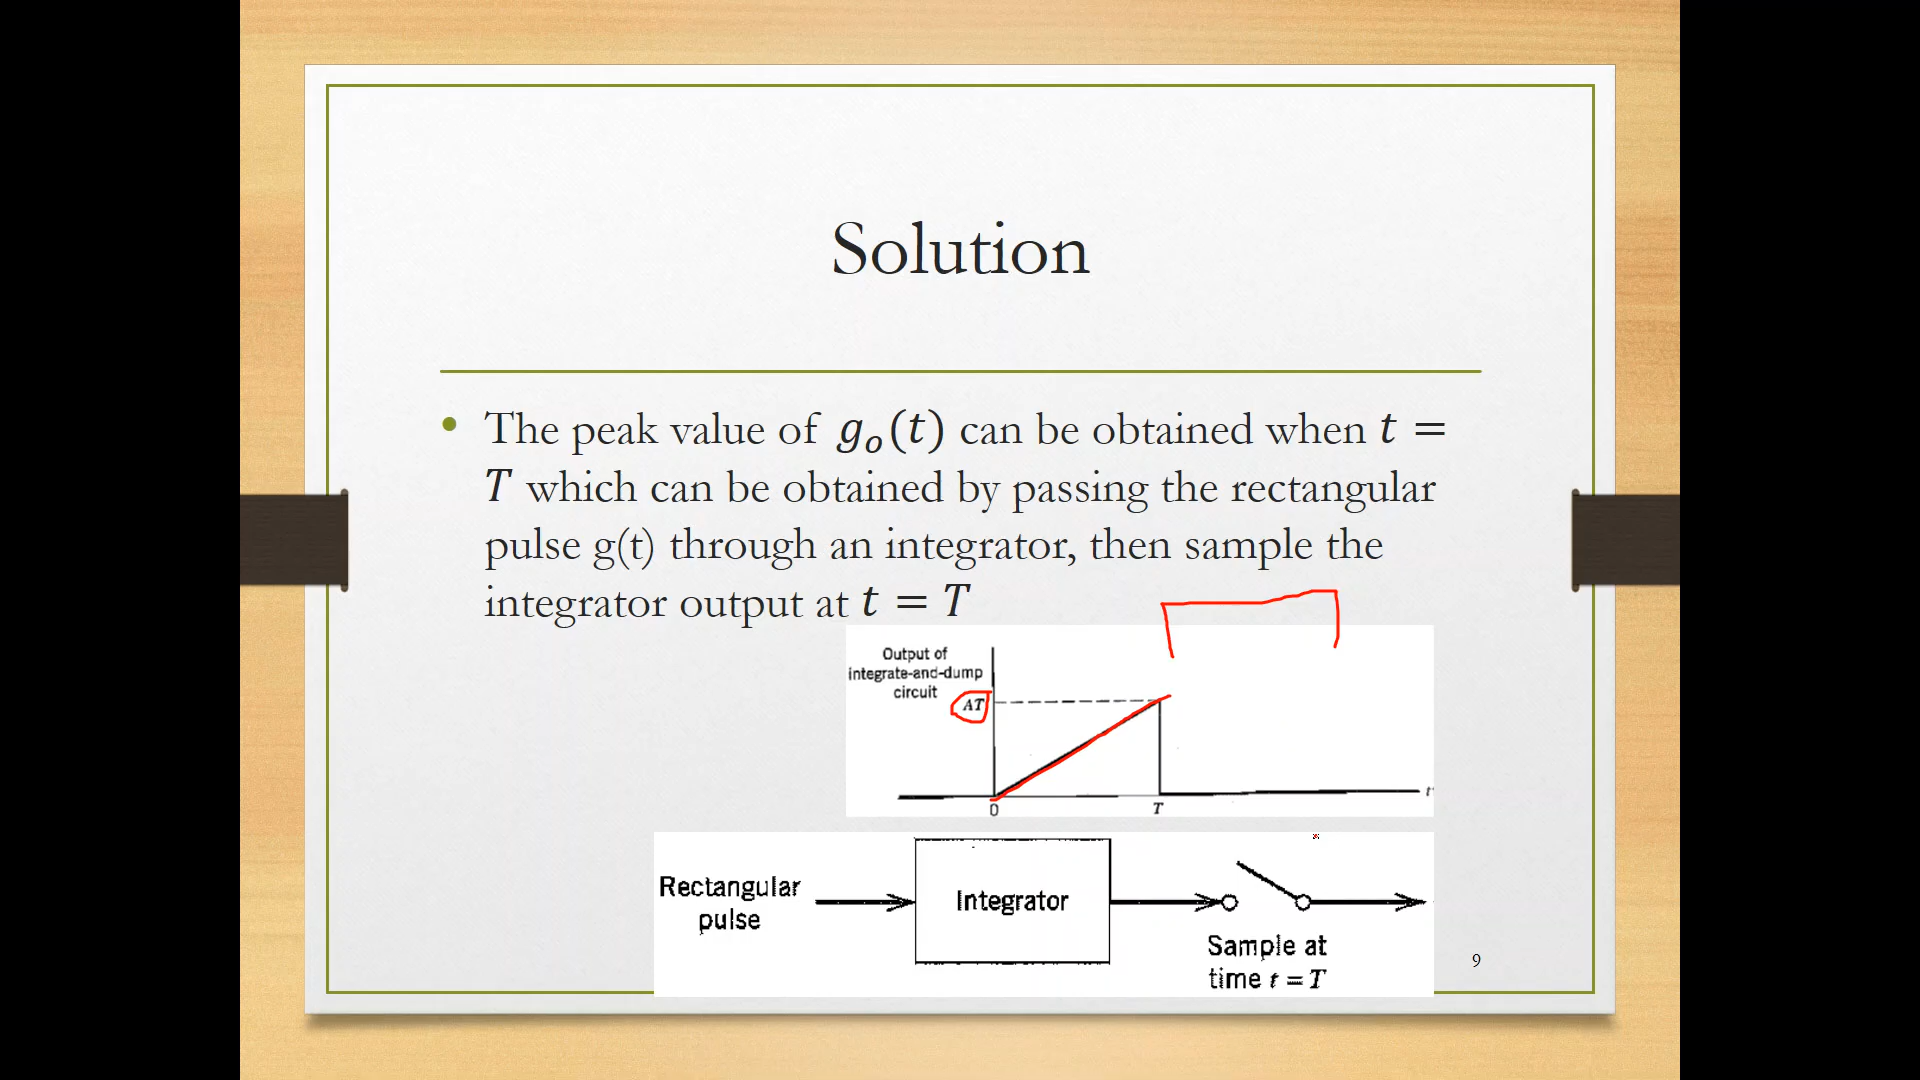 Solution
• The peak value of gₒ(t) can be obtained when t =
T which can be obtained by passing the rectangular
pulse g(t) through an integrator, then sample the
integrator output at t = T
Output of
integrate-and-dump
circuit
AT
0
T
t
Rectangular
pulse
Integrator
Sample at
time t = T
9